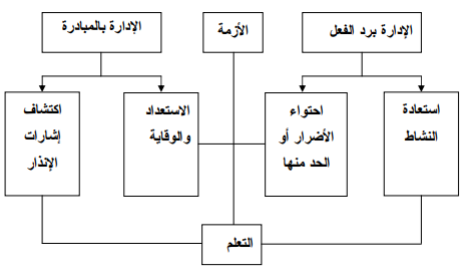 الإدارة برد الفعل
الأزمة
الإدارة بالمبادرة
استعادة
النشاط
احتواء
الأضرار أو
الحد منها
الاستعداد
والوقاية
اكتشاف
إشارات
الإنذار
التعلم